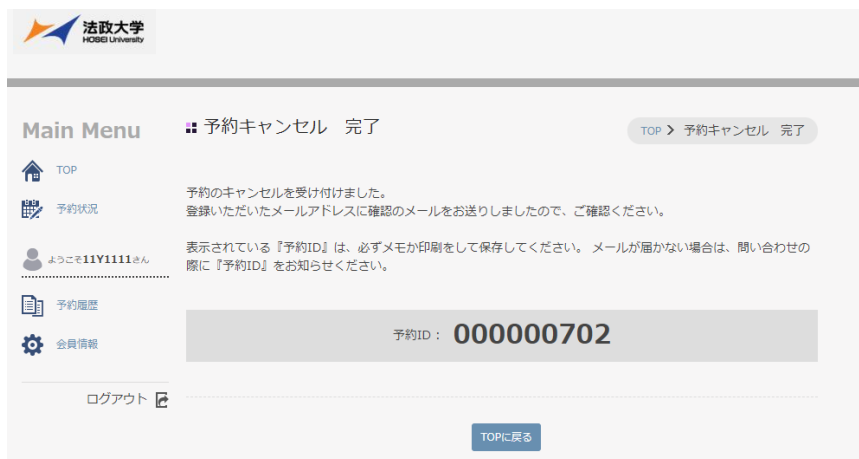 法政大学
HOSEI University
Main Menu
TOP
予約状況
ようこそ11Y1111さん
予約履歴
会員情報
ログアウト
予約キャンセル　完了
TOP > 予約キャンセル　完了
予約のキャンセルを受け付けました。
登録いただいたメールアドレスに確認のメールをお送りしましたので、ご確認ください。
表示されている『予約ID』は、必ずメモか印刷をして保存してください。 メールが届かない場合は、問い合わせの
際に『予約ID』をお知らせください。
予約ID： 000000702
TOPに戻る